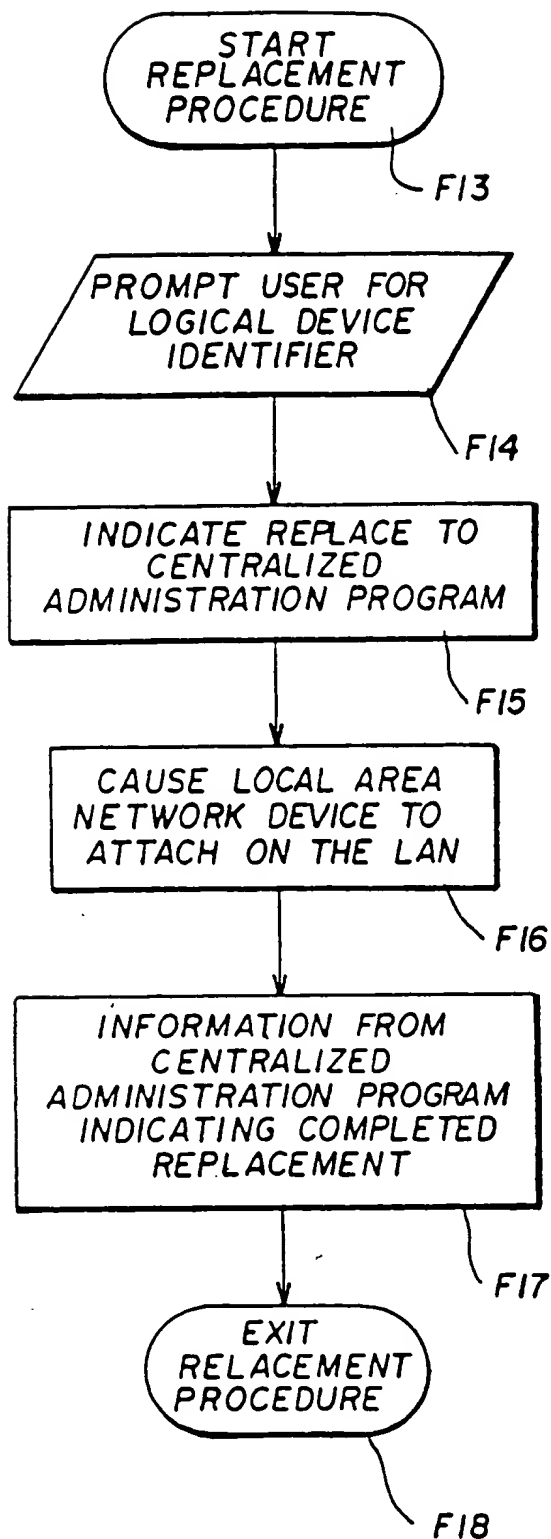 START
REPLACEMENT
PROCEDURE
F13
PROMPT USER FOR
LOGICAL DEVICE
IDENTIFIER
F14
INDICATE REPLACE TO
CENTRALIZED
ADMINISTRATION PROGRAM
F15
CAUSE LOCAL AREA
NETWORK DEVICE TO
ATTACH ON THE LAN
F16
INFORMATION FROM
CENTRALIZED
ADMINISTRATION PROGRAM
INDICATING COMPLETED
REPLACEMENT
F17
EXIT
RELACEMENT
PROCEDURE
F18